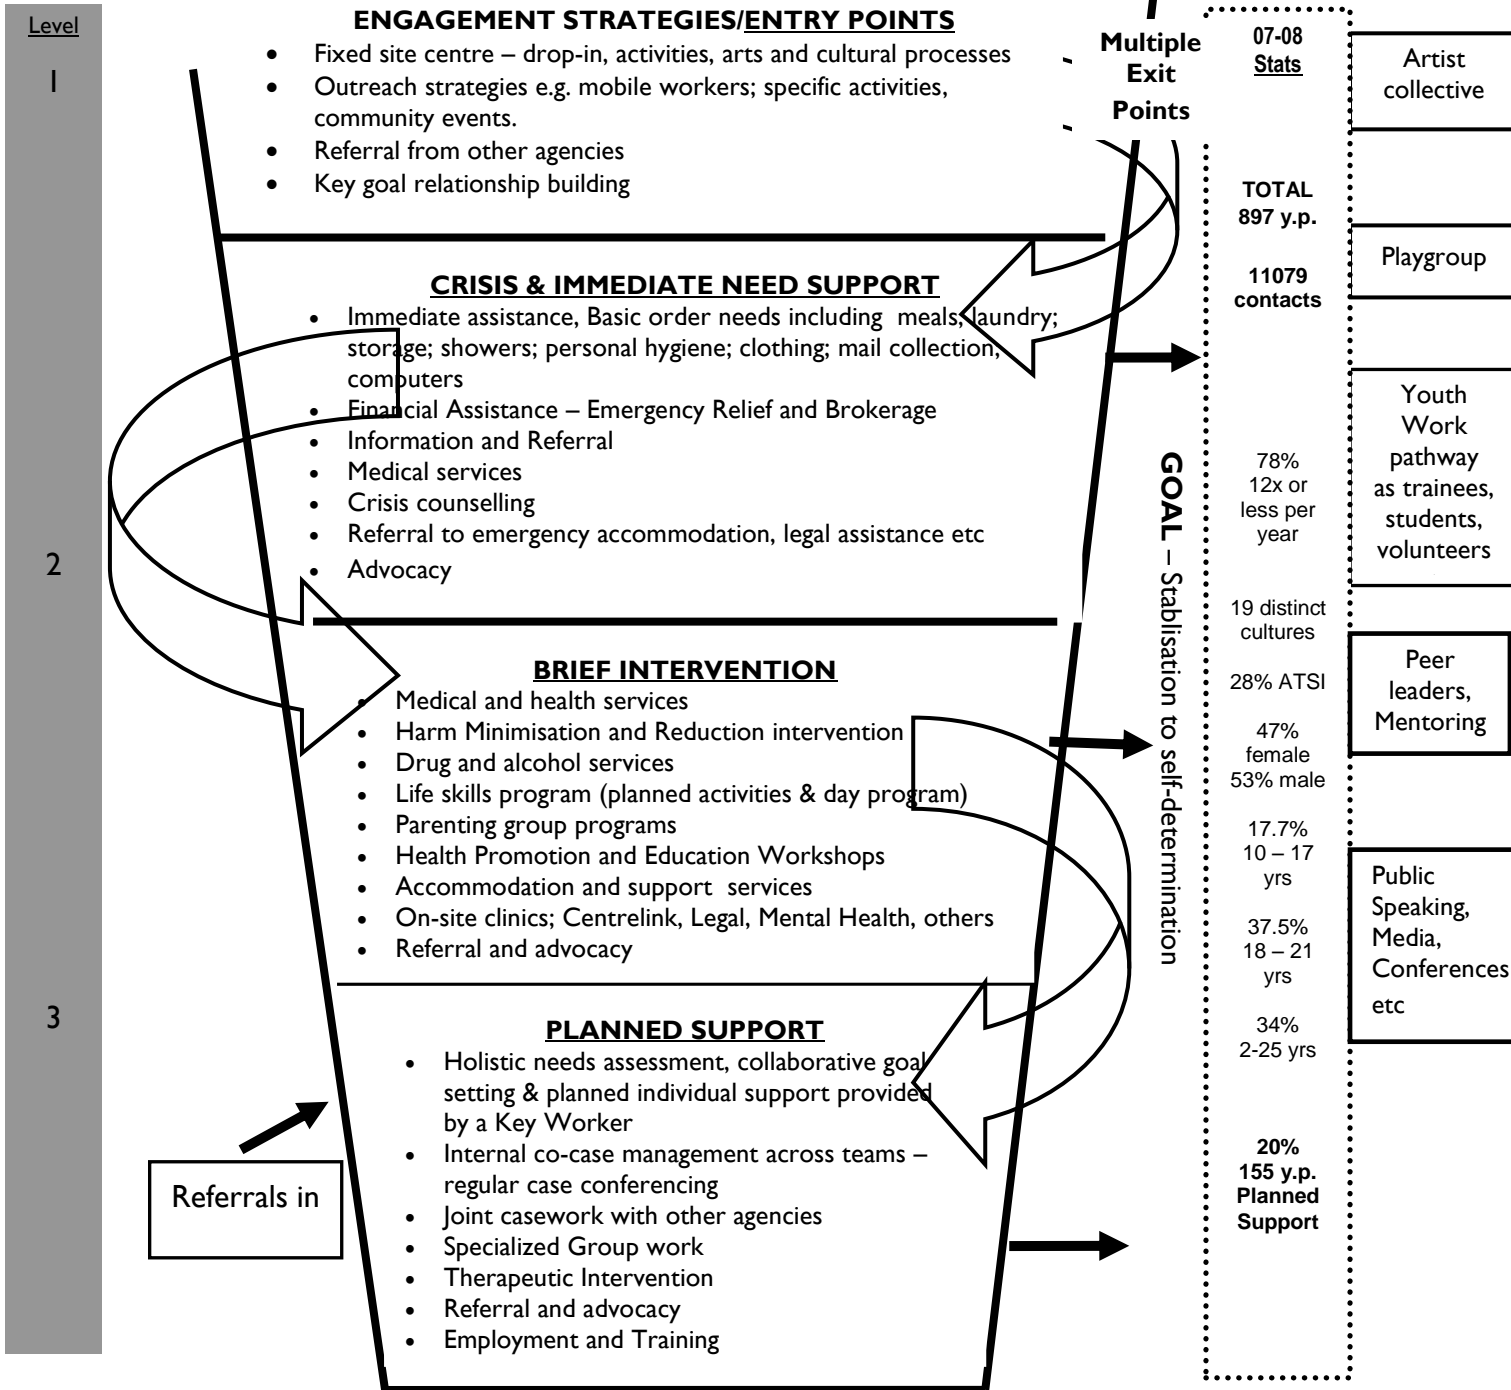 Level
1
2
3
ENGAGEMENT STRATEGIES/ENTRY POINTS
• Fixed site centre – drop-in, activities, arts and cultural processes
• Outreach strategies e.g. mobile workers; specific activities,
community events.
• Referral from other agencies
• Key goal relationship building
CRISIS & IMMEDIATE NEED SUPPORT
• Immediate assistance, Basic order needs including meals, laundry;
storage; showers; personal hygiene; clothing; mail collection,
computers
• Financial Assistance – Emergency Relief and Brokerage
• Information and Referral
• Medical services
• Crisis counselling
• Referral to emergency accommodation, legal assistance etc
• Advocacy
BRIEF INTERVENTION
• Medical and health services
• Harm Minimisation and Reduction intervention
• Drug and alcohol services
• Life skills program (planned activities & day program)
• Parenting group programs
• Health Promotion and Education Workshops
• Accommodation and support services
• On-site clinics; Centrelink, Legal, Mental Health, others
• Referral and advocacy
PLANNED SUPPORT
• Holistic needs assessment, collaborative goal
setting & planned individual support provided
by a Key Worker
• Internal co-case management across teams –
regular case conferencing
• Joint casework with other agencies
• Specialized Group work
• Therapeutic Intervention
• Referral and advocacy
• Employment and Training
Referrals in
Multiple
Exit
Points
GOAL – Stablisation to self-determination
07-08
Stats
TOTAL
897 y.p.
11079
contacts
78%
12x or
less per
year
19 distinct
cultures
28% ATSI
47%
female
53% male
17.7%
10 – 17
yrs
37.5%
18 – 21
yrs
34%
2-25 yrs
20%
155 y.p.
Planned
Support
Artist
collective
Playgroup
Youth
Work
pathway
as trainees,
students,
volunteers
Peer
leaders,
Mentoring
Public
Speaking,
Media,
Conferences
etc